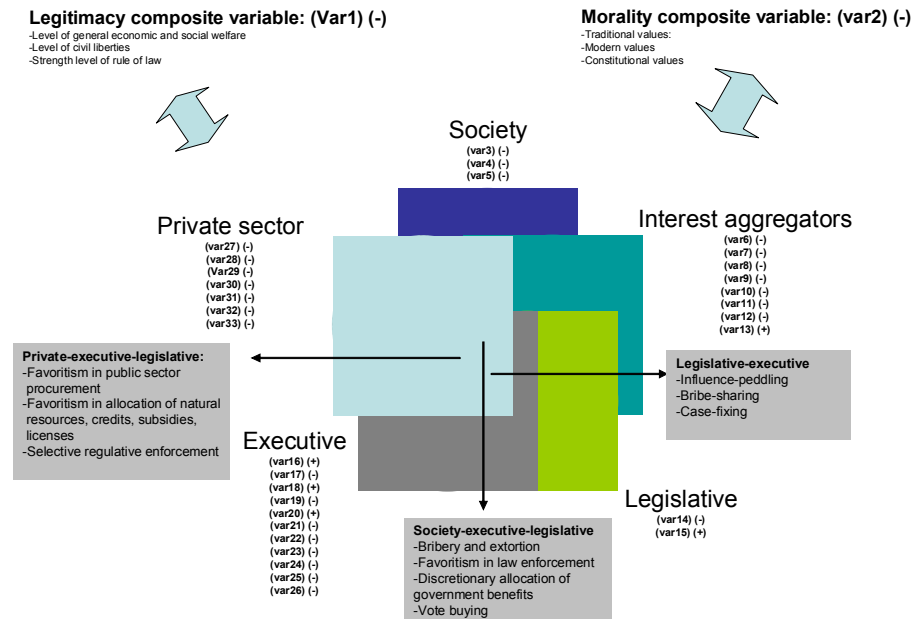 Legitimacy composite variable: (Var1) (-)
-Level of general economic and social welfare
-Level of civil liberties
-Strength level of rule of law
Morality composite variable: (var2) (-)
-Traditional values:
-Modern values
-Constitutional values
Society
(var3) (-)
(var4) (-)
(var5) (-)
Private sector
(var27) (-)
(var28) (-)
(Var29) (-)
(var30) (-)
(var31) (-)
(var32) (-)
(var33) (-)
Interest aggregators
(var6) (-)
(var7) (-)
(var8) (-)
(var9) (-)
(var10) (-)
(var11) (-)
(var12) (-)
(var13) (+)
Private-executive-legislative:
-Favoritism in public sector
procurement
-Favoritism in allocation of natural
resources, credits, subsidies,
licenses
-Selective regulative enforcement
Legislative-executive
-Influence-peddling
-Bribe-sharing
-Case-fixing
Executive
(var16) (+)
(var17) (-)
(var18) (+)
(var19) (-)
(var20) (+)
(var21) (-)
(var22) (-)
(var23) (-)
(var24) (-)
(var25) (-)
(var26) (-)
Legislative
(var14) (-)
(var15) (+)
Society-executive-legislative
-Bribery and extortion
-Favoritism in law enforcement
-Discretionary allocation of
government benefits
-Vote buying